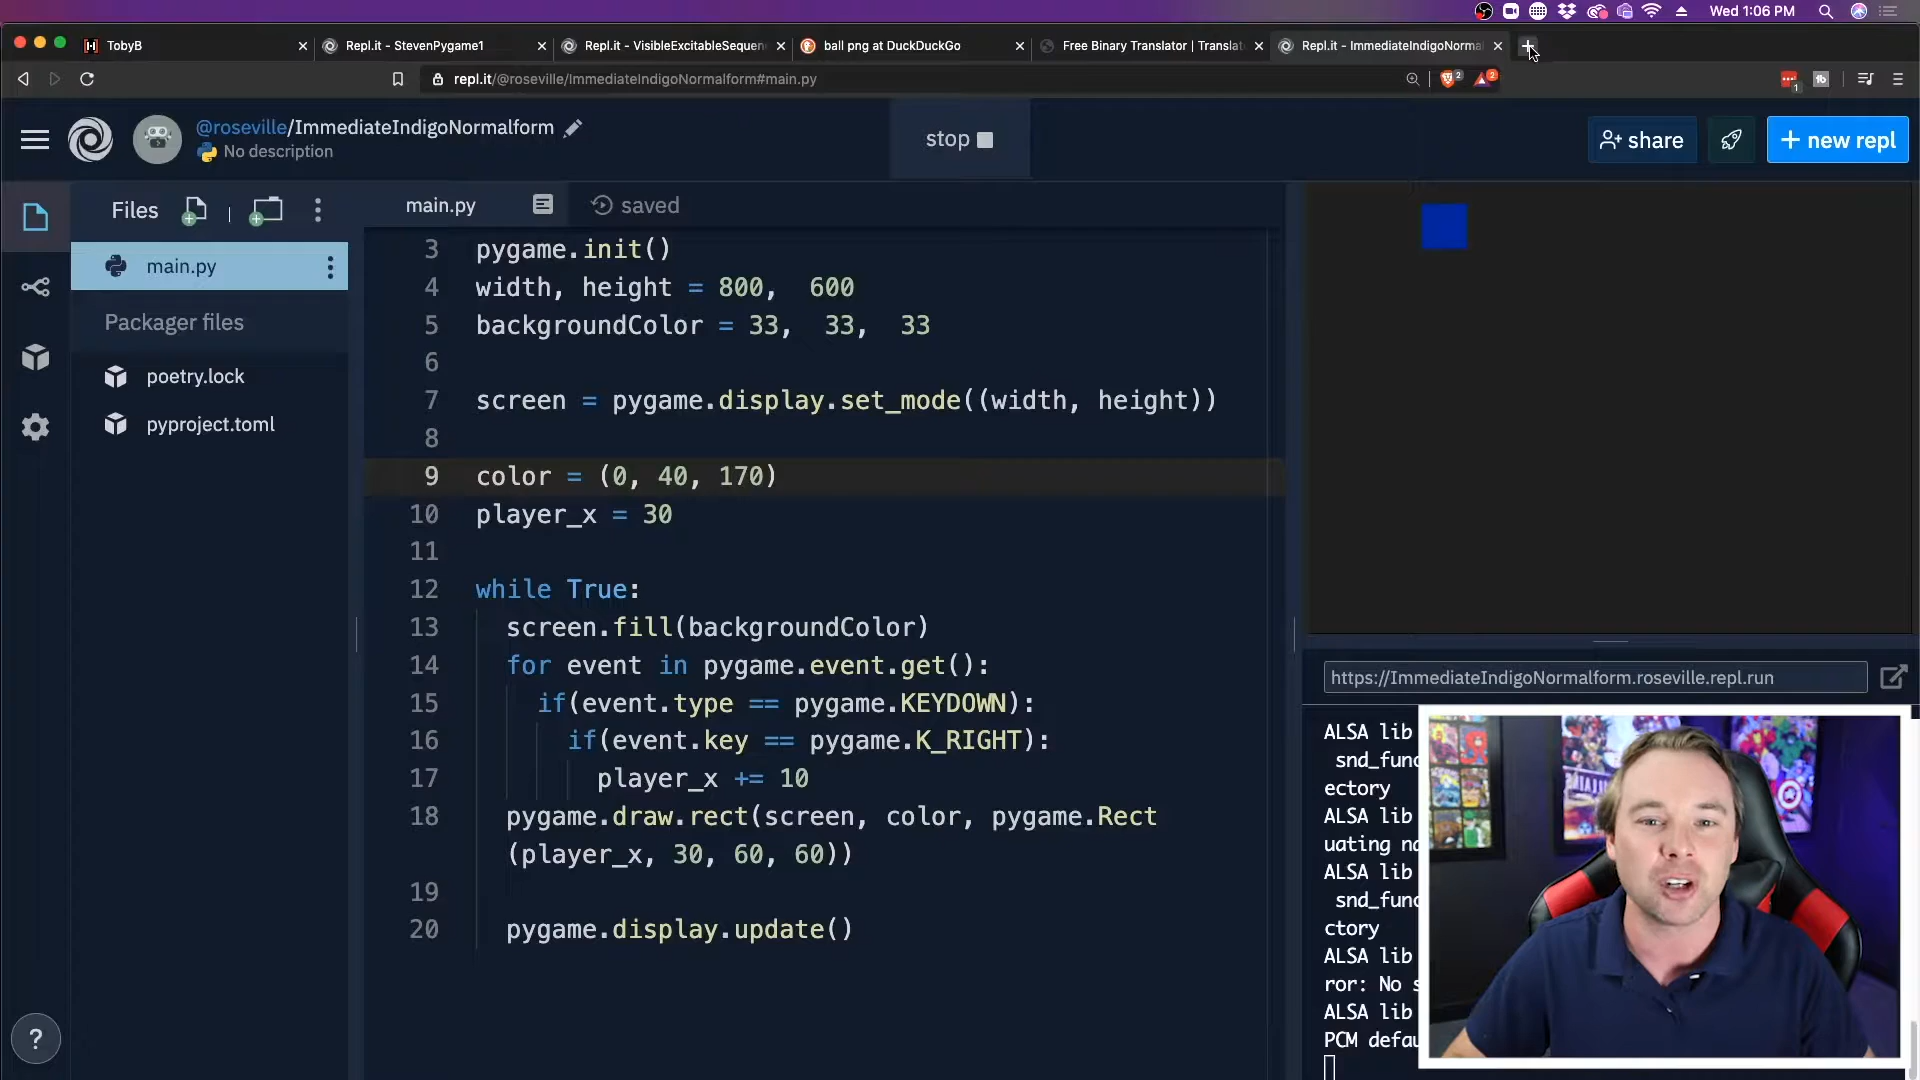 Wed 1:06 PM
TobyB
Repl.it - StevenPygame1
Repl.it - VisibleExcitableSequen
ball png at DuckDuckGo
Free Binary Translator | Translat
Repl.it - ImmediateIndigoNorma
repl.it/@roseville/ImmediateIndigoNormalform#main.py
2
2
1
tb
@roseville/ImmediateIndigoNormalform
No description
stop
share
+ new repl
Files
main.py
saved
main.py
Packager files
poetry.lock
pyproject.toml
3 pygame.init()
4 width, height = 800, 600
5 backgroundColor = 33, 33, 33
6
7 screen = pygame.display.set_mode((width, height))
8
9 color = (0, 40, 170)
10 player_x = 30
11
12 while True:
13 screen.fill(backgroundColor)
14 for event in pygame.event.get():
15 if(event.type == pygame.KEYDOWN):
16 if(event.key == pygame.K_RIGHT):
17 player_x += 10
18 pygame.draw.rect(screen, color, pygame.Rect
(player_x, 30, 60, 60))
19
20 pygame.display.update()
https://ImmediateIndigoNormalform.roseville.repl.run
ALSA lib
snd_func
ectory
ALSA lib
uating na
ALSA lib
snd_func
ctory
ALSA lib
ror: No s
ALSA lib
PCM defau
?